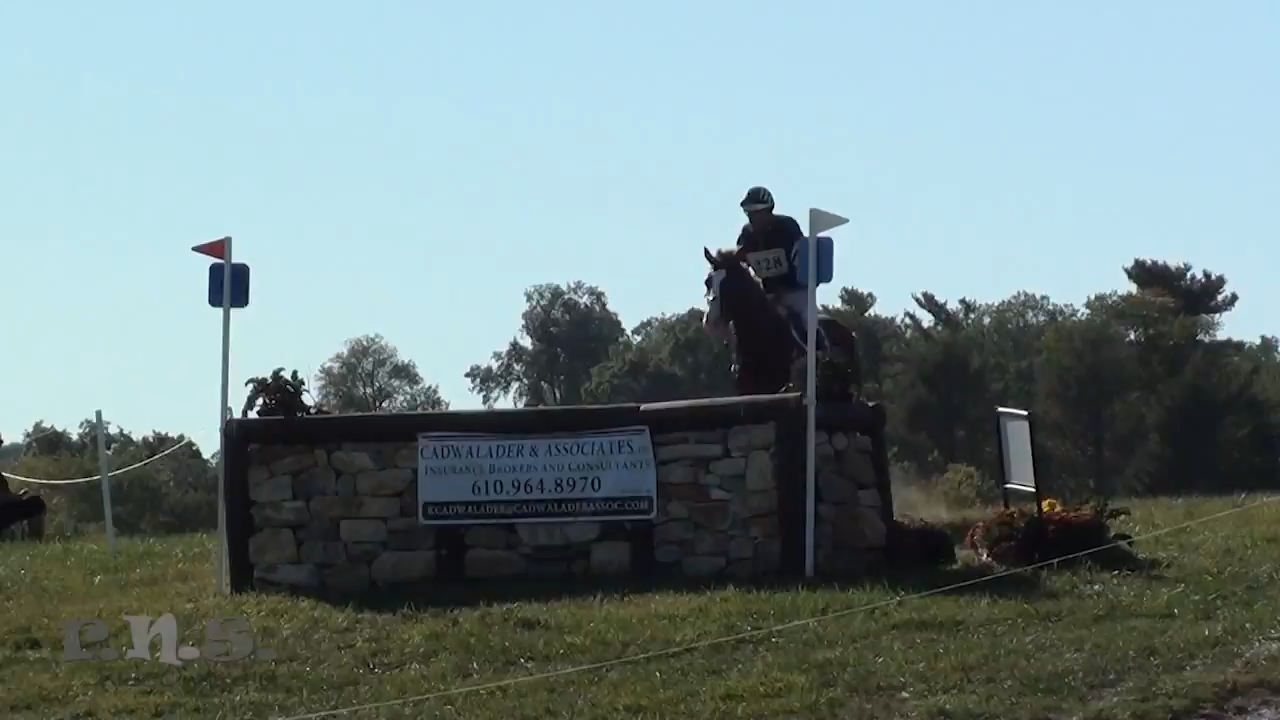 228
CADWALADER & ASSOCIATES
INSURANCE BROKERS AND CONSULTANTS
610.964.8970
KCADWALADER@CADWALADERASSOC.COM
r.n.s.